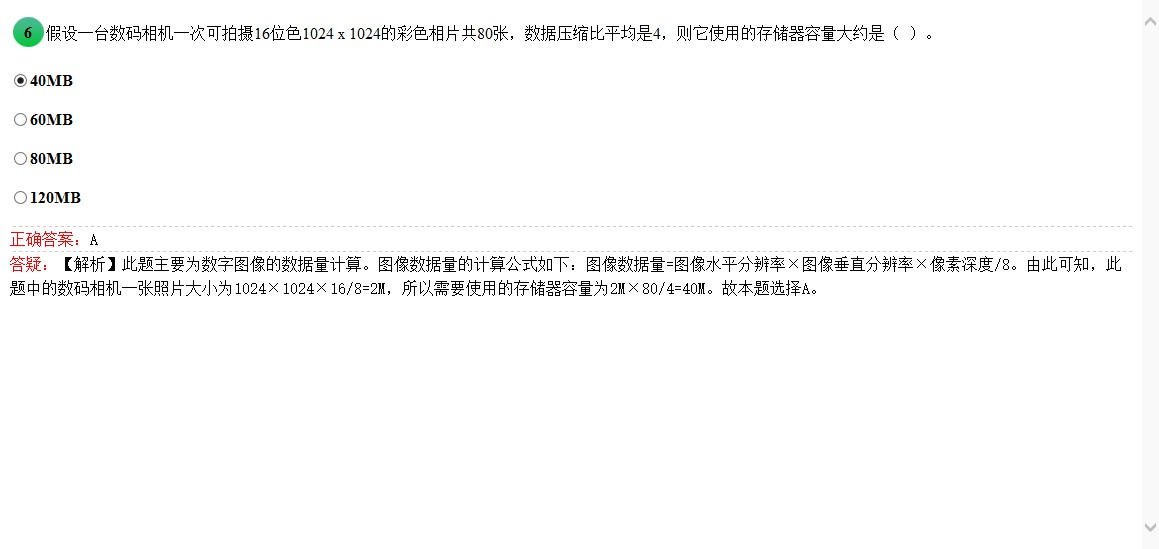 6 假设一台数码相机一次可拍摄16位色1024 x 1024的彩色相片共80张，数据压缩比平均是4，则它使用的存储器容量大约是（ ）。
40MB
60MB
80MB
120MB
正确答案：A
答疑：【解析】此题主要为数字图像的数据量计算。图像数据量的计算公式如下：图像数据量=图像水平分辨率×图像垂直分辨率×像素深度/8。由此可知，此
题中的数码相机一张照片大小为1024×1024×16/8=2M，所以需要使用的存储器容量为2M×80/4=40M。故本题选择A。